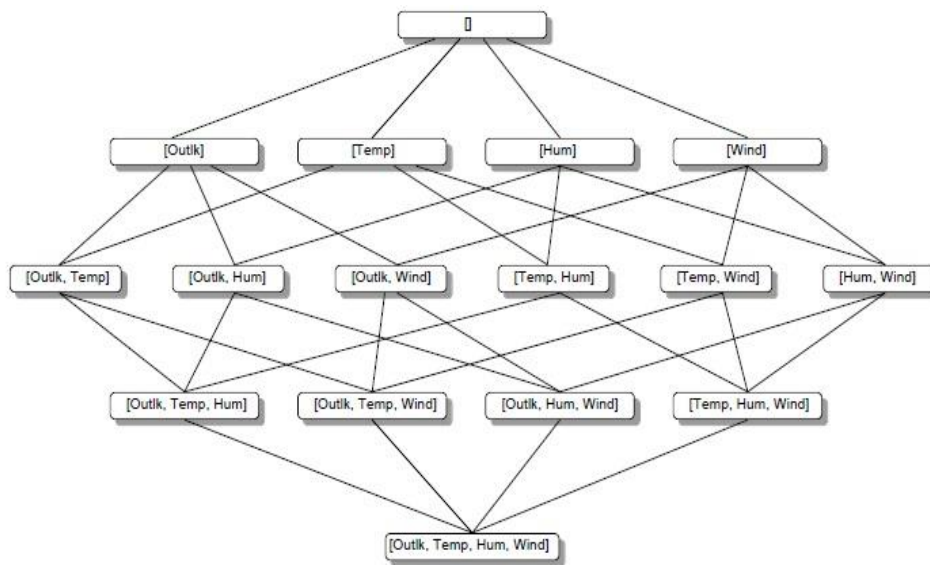 []
[Outlk] [Temp] [Hum] [Wind]
[Outlk, Temp] [Outlk, Hum] [Outlk, Wind] [Temp, Hum] [Temp, Wind] [Hum, Wind]
[Outlk, Temp, Hum] [Outlk, Temp, Wind] [Outlk, Hum, Wind] [Temp, Hum, Wind]
[Outlk, Temp, Hum, Wind]